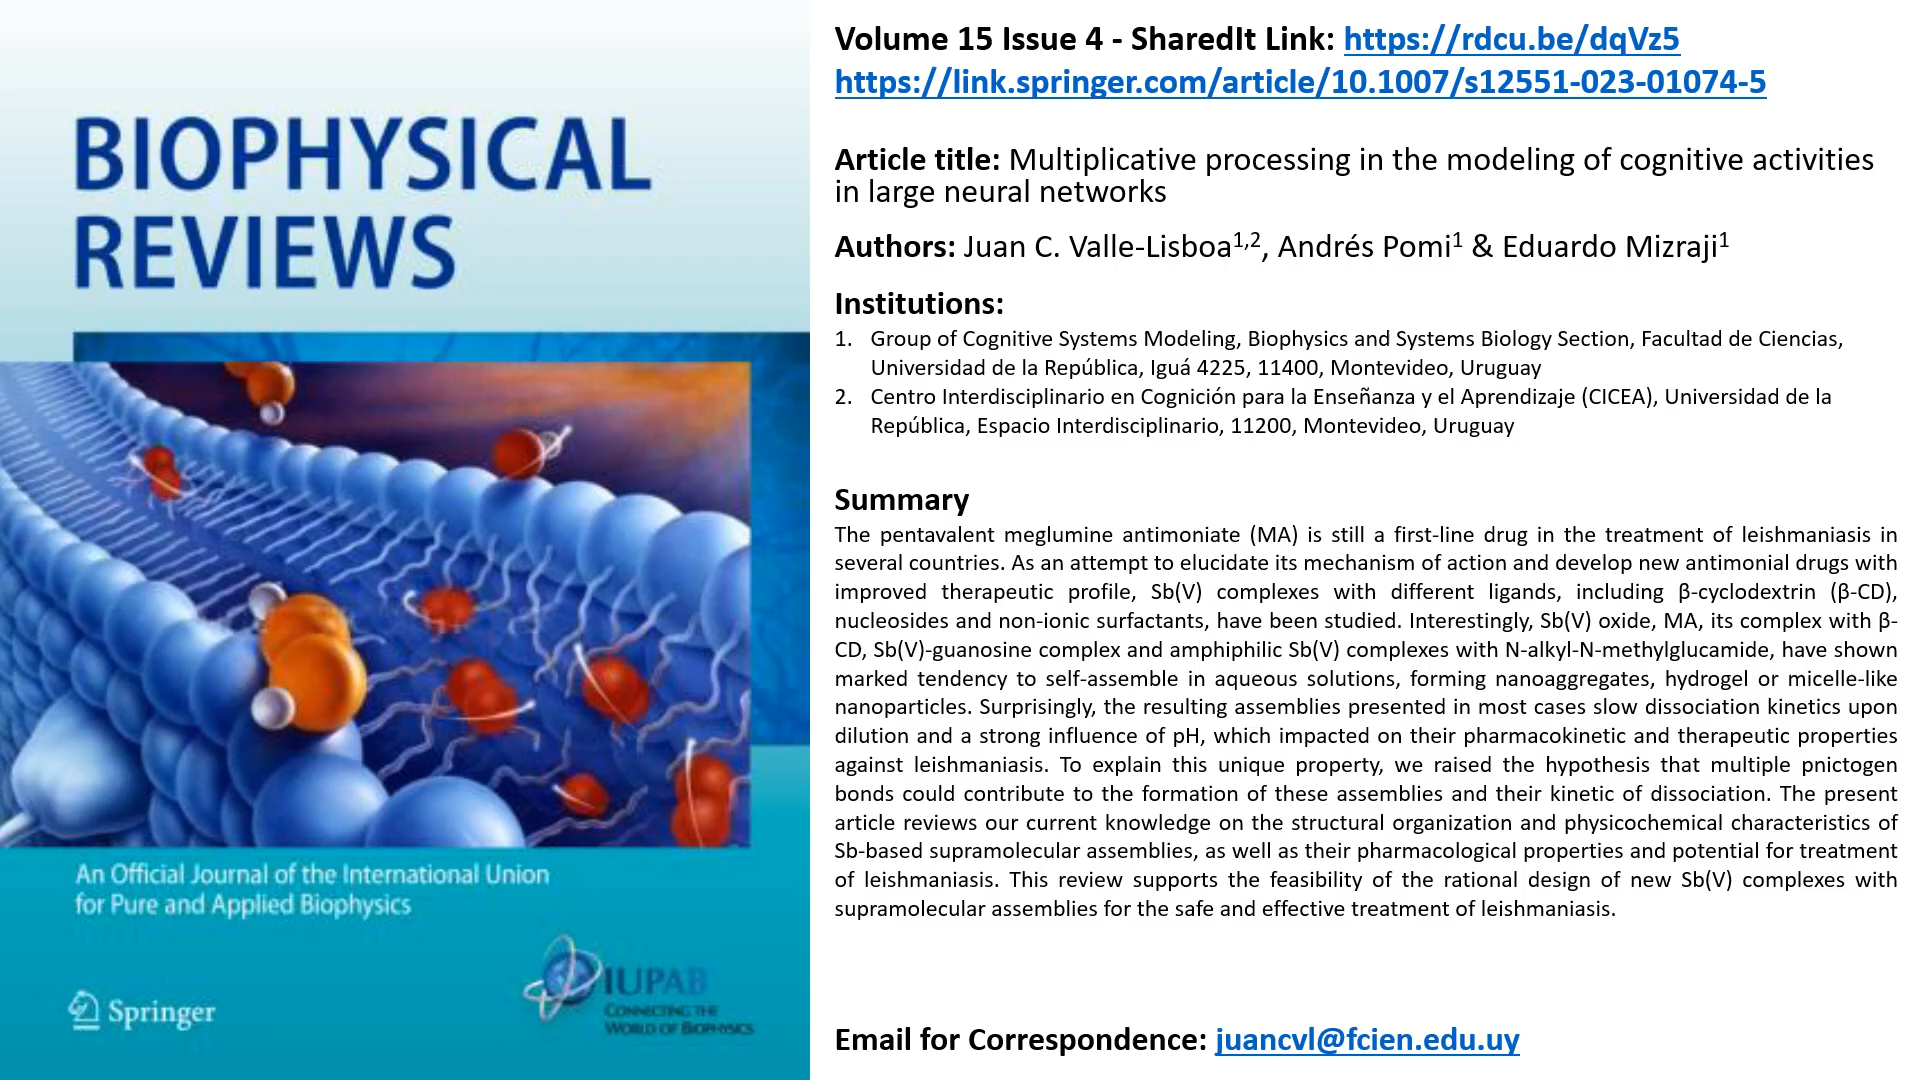 BIOPHYSICAL
REVIEWS
An Official Journal of the International Union
for Pure and Applied Biophysics
Springer
IUPAB
CONNECTING THE
WORLD OF BIOPHYSICS
Volume 15 Issue 4 - SharedIt Link: https://rdcu.be/dqVz5
https://link.springer.com/article/10.1007/s12551-023-01074-5
Article title: Multiplicative processing in the modeling of cognitive activities
in large neural networks
Authors: Juan C. Valle-Lisboa1,2, Andrés Pomi1 & Eduardo Mizraji1
Institutions:
1. Group of Cognitive Systems Modeling, Biophysics and Systems Biology Section, Facultad de Ciencias,
Universidad de la República, Iguá 4225, 11400, Montevideo, Uruguay
2. Centro Interdisciplinario en Cognición para la Enseñanza y el Aprendizaje (CICEA), Universidad de la
República, Espacio Interdisciplinario, 11200, Montevideo, Uruguay
Summary
The pentavalent meglumine antimoniate (MA) is still a first-line drug in the treatment of leishmaniasis in
several countries. As an attempt to elucidate its mechanism of action and develop new antimonial drugs with
improved therapeutic profile, Sb(V) complexes with different ligands, including β-cyclodextrin (β-CD),
nucleosides and non-ionic surfactants, have been studied. Interestingly, Sb(V) oxide, MA, its complex with β-
CD, Sb(V)-guanosine complex and amphiphilic Sb(V) complexes with N-alkyl-N-methylglucamide, have shown
marked tendency to self-assemble in aqueous solutions, forming nanoaggregates, hydrogel or micelle-like
nanoparticles. Surprisingly, the resulting assemblies presented in most cases slow dissociation kinetics upon
dilution and a strong influence of pH, which impacted on their pharmacokinetic and therapeutic properties
against leishmaniasis. To explain this unique property, we raised the hypothesis that multiple pnictogen
bonds could contribute to the formation of these assemblies and their kinetic of dissociation. The present
article reviews our current knowledge on the structural organization and physicochemical characteristics of
Sb-based supramolecular assemblies, as well as their pharmacological properties and potential for treatment
of leishmaniasis. This review supports the feasibility of the rational design of new Sb(V) complexes with
supramolecular assemblies for the safe and effective treatment of leishmaniasis.
Email for Correspondence: juancvl@fcien.edu.uy